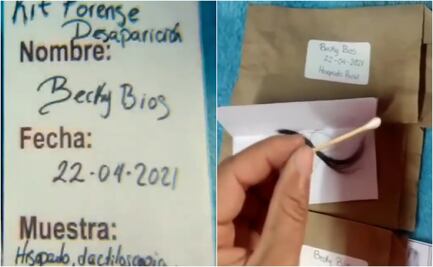 Kit Forense
Desaparición
Nombre:
Becky Bios
Fecha:
22-04-2021
Muestra:
Hisopado, dactiloscopia,
Becky Bios
22-04-2021
Hisopado Bucal
Becky Bios